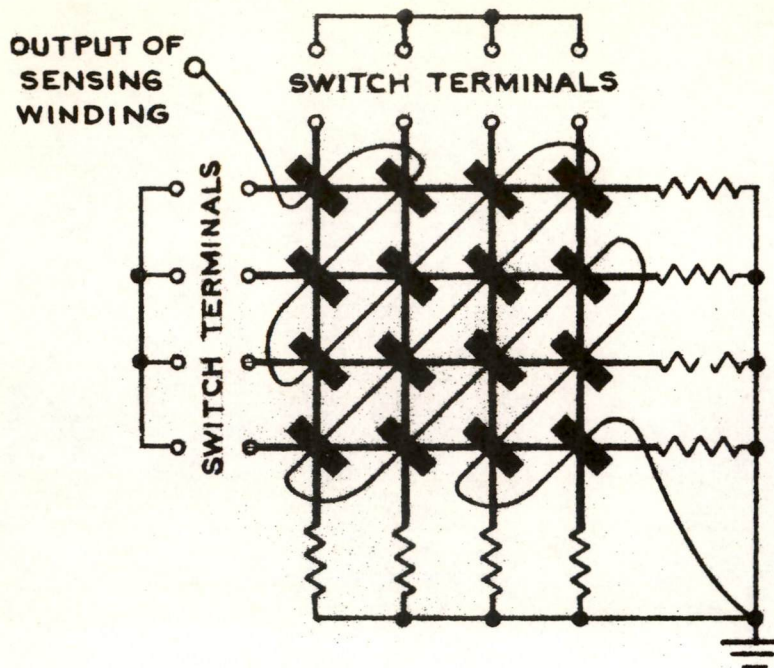 OUTPUT OF
SENSING
WINDING
SWITCH TERMINALS
SWITCH TERMINALS